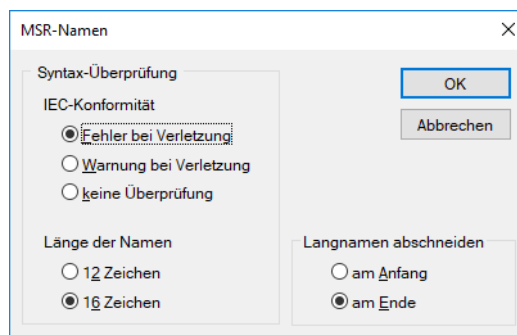 MSR-Namen
Syntax-Überprüfung
OK
IEC-Konformität
Abbrechen
Fehler bei Verletzung
Warnung bei Verletzung
keine Überprüfung
Länge der Namen
Langnamen abschneiden
12 Zeichen
am Anfang
16 Zeichen
am Ende